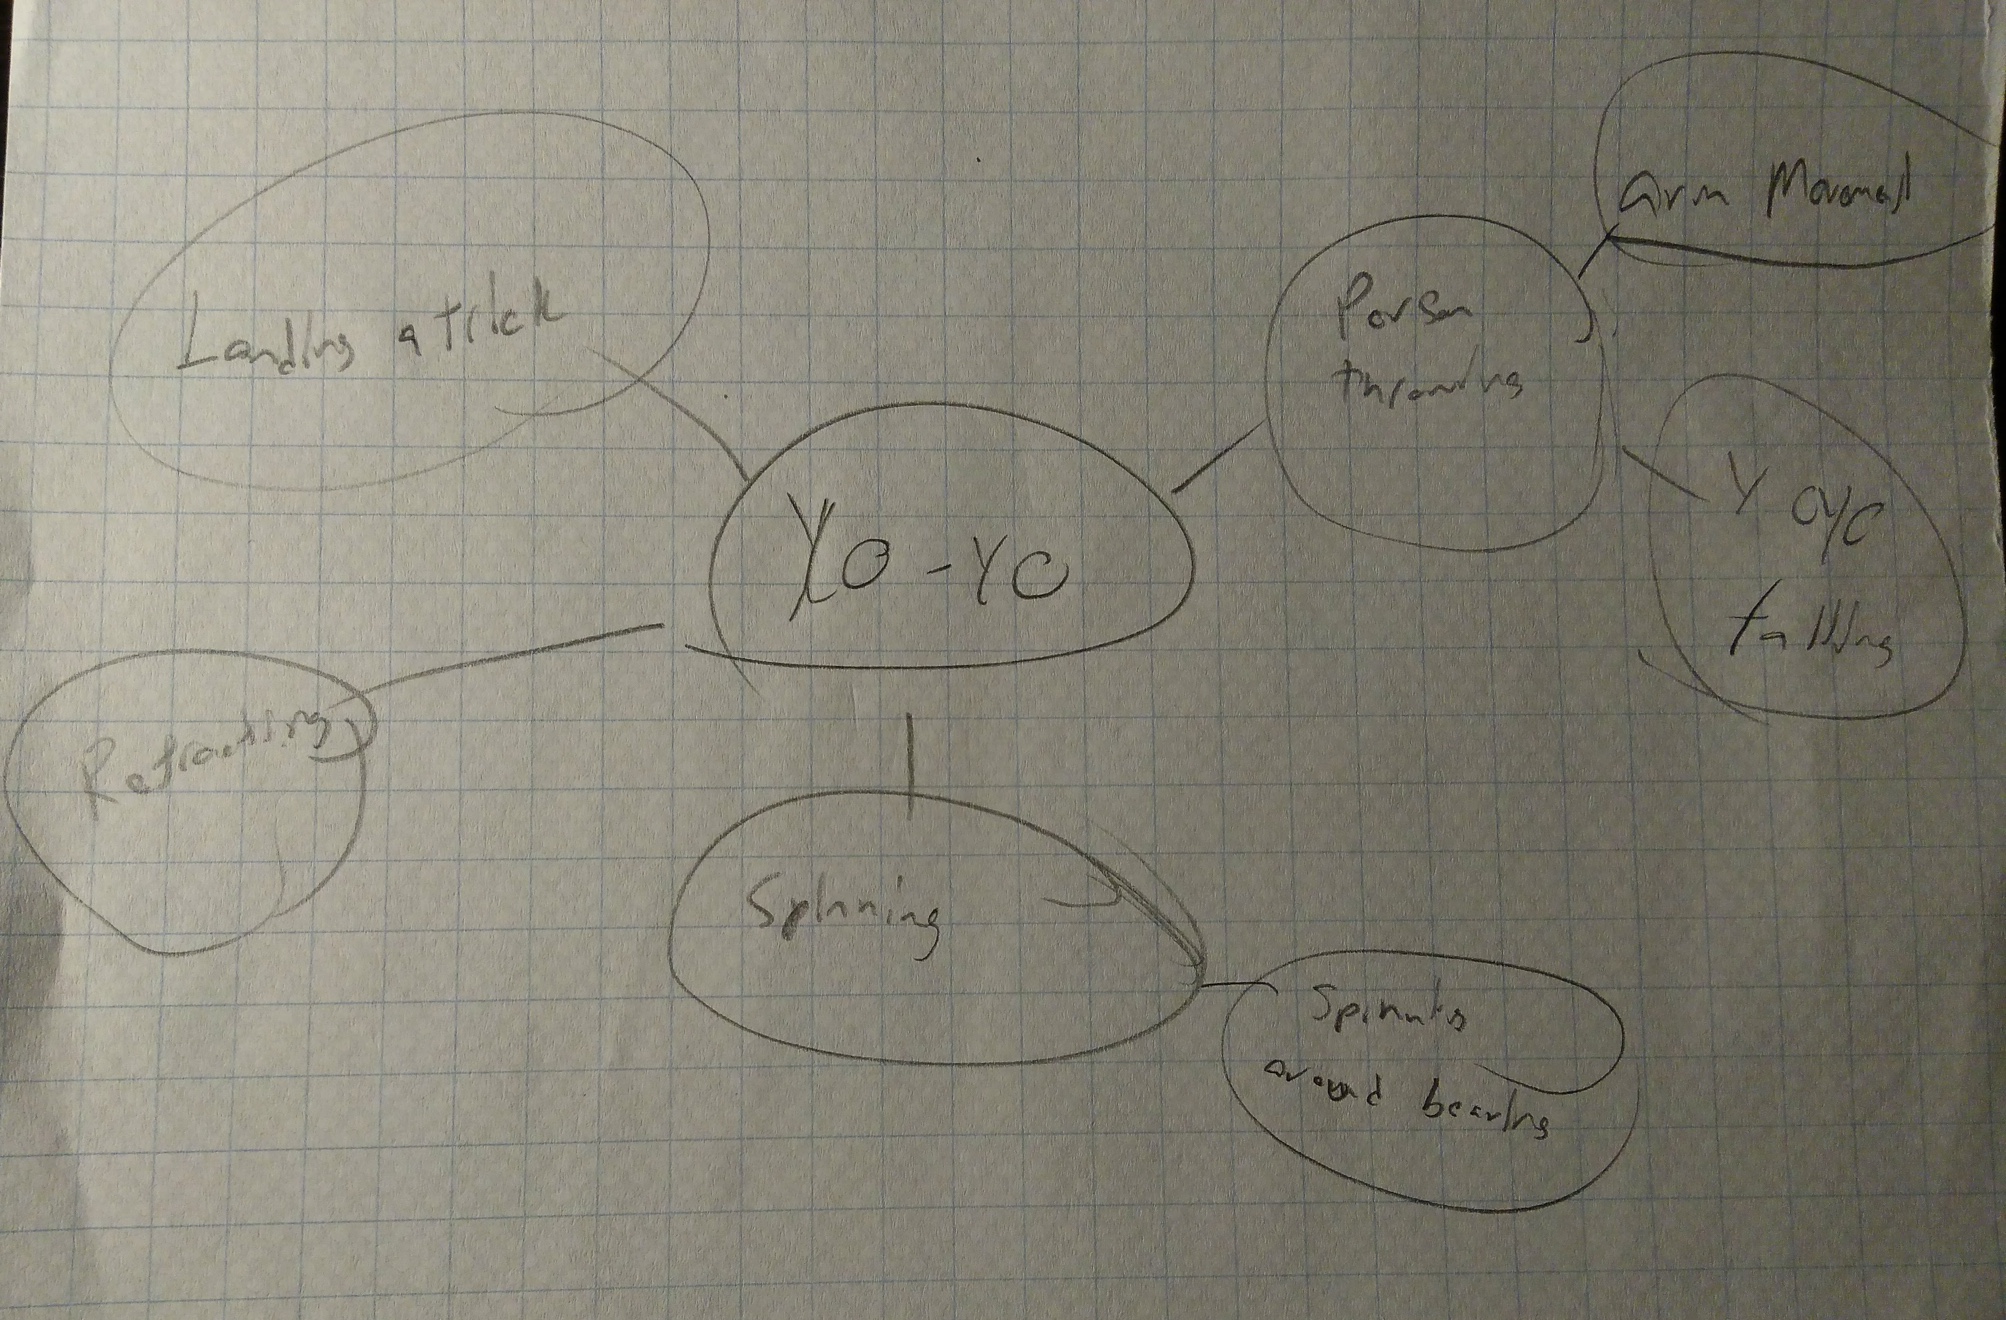 Arm Movement
Person
throwing
Landing a trick
Yoyo
falling
Yo-Yo
Retracting
Spinning
Spinning
around bearing